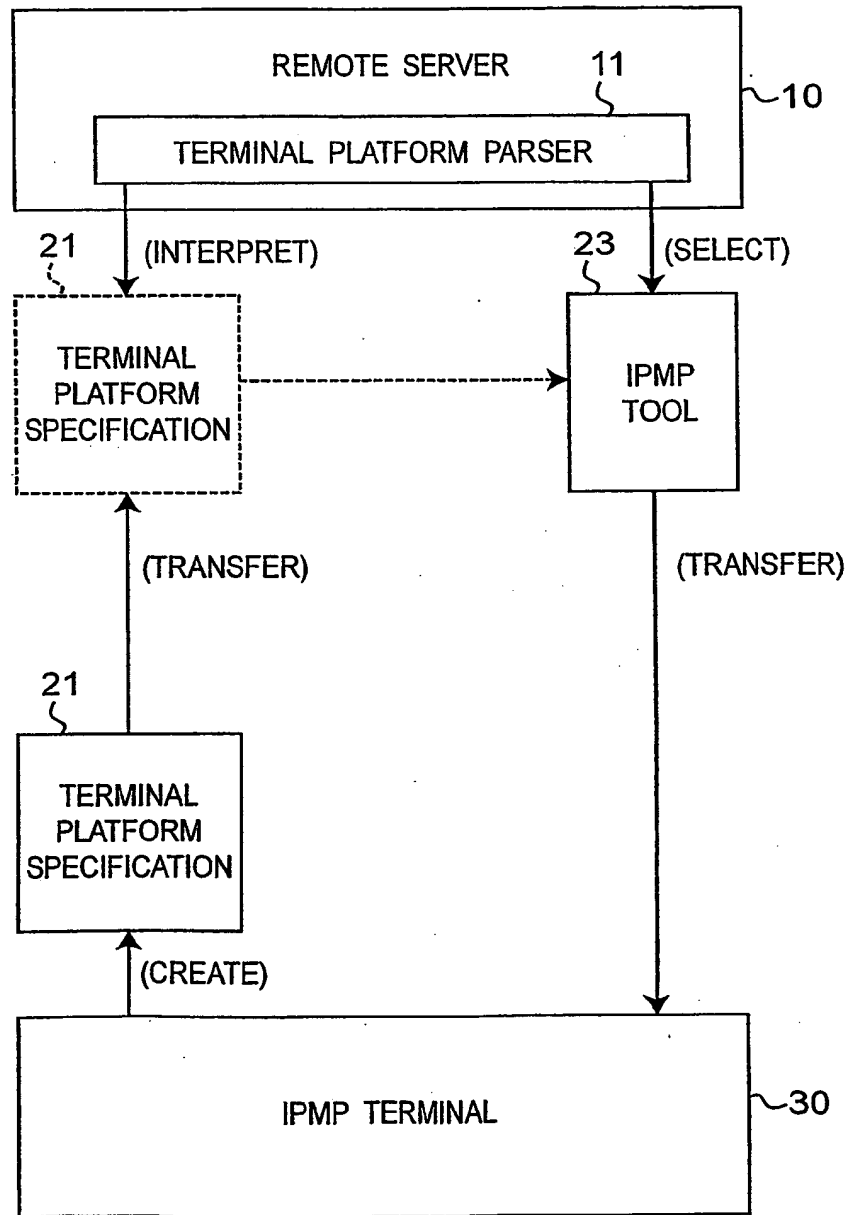 REMOTE SERVER
11
10
TERMINAL PLATFORM PARSER
21
(INTERPRET)
23
(SELECT)
TERMINAL
PLATFORM
SPECIFICATION
IPMP
TOOL
(TRANSFER)
(TRANSFER)
21
TERMINAL
PLATFORM
SPECIFICATION
(CREATE)
IPMP TERMINAL
30